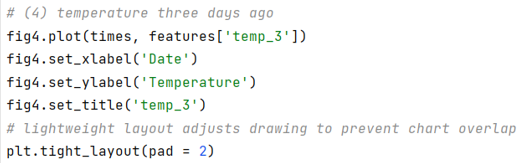 # (4) temperature three days ago
fig4.plot(times, features['temp_3'])
fig4.set_xlabel('Date')
fig4.set_ylabel('Temperature')
fig4.set_title('temp_3')
# lightweight layout adjusts drawing to prevent chart overlap
plt.tight_layout(pad = 2)